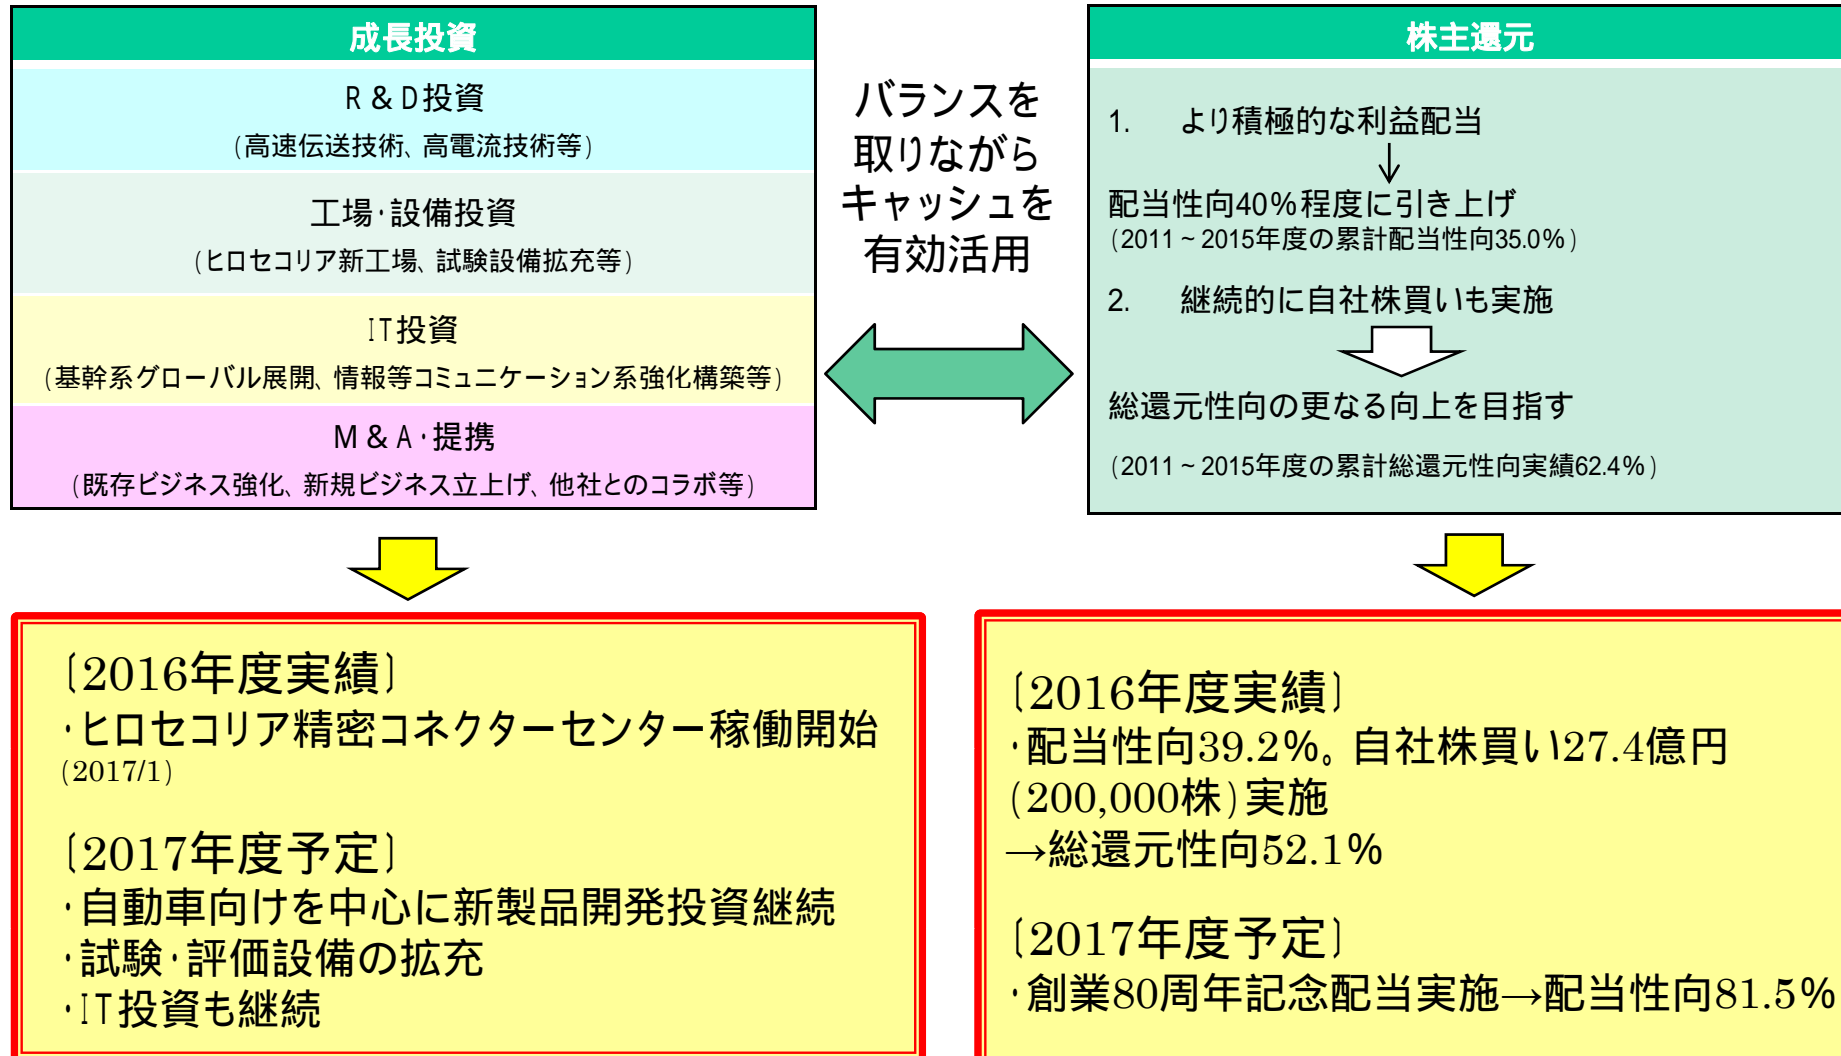 成長投資
R&D投資
(高速伝送技術、高電流技術等)
工場・設備投資
(ヒロセコリア新工場、試験設備拡充等)
IT投資
(基幹系グローバル展開、情報等コミュニケーション系強化構築等)
M&A・提携
(既存ビジネス強化、新規ビジネス立上げ、他社とのコラボ等)
バランスを
取りながら
キャッシュを
有効活用
株主還元
1. より積極的な利益配当
↓
配当性向40%程度に引き上げ
(2011~2015年度の累計配当性向35.0%)
2. 継続的に自社株買いも実施
総還元性向の更なる向上を目指す
(2011~2015年度の累計総還元性向実績62.4%)
〔2016年度実績〕
・ヒロセコリア精密コネクターセンター稼働開始
(2017/1)
〔2017年度予定〕
・自動車向けを中心に新製品開発投資継続
・試験・評価設備の拡充
・IT投資も継続
〔2016年度実績〕
・配当性向39.2%。自社株買い27.4億円
(200,000株)実施
→総還元性向52.1%
〔2017年度予定〕
・創業80周年記念配当実施→配当性向81.5%